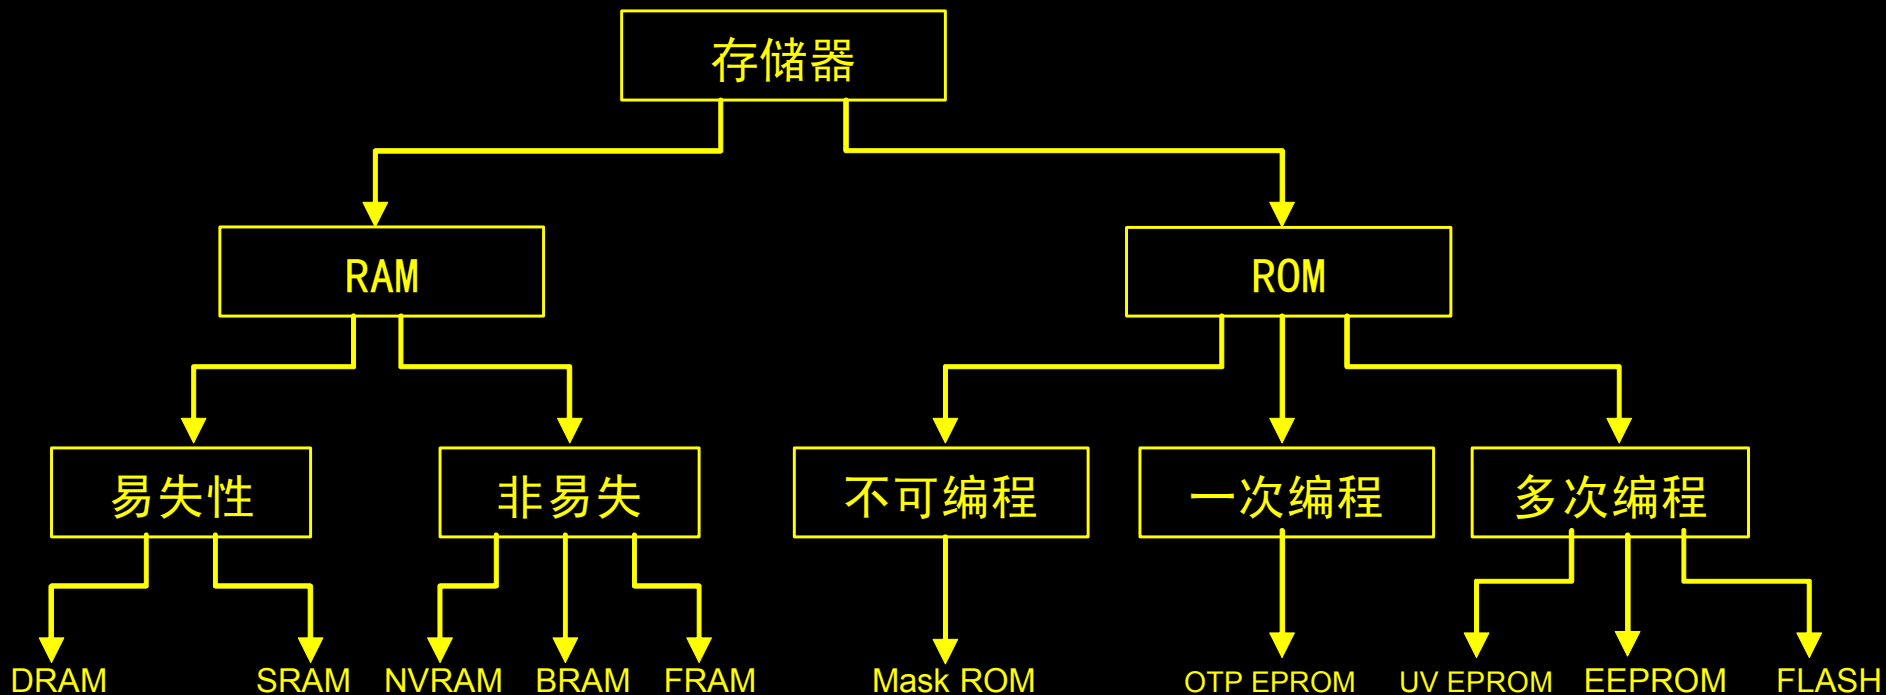 存储器
RAM
ROM
易失性
非易失
不可编程
一次编程
多次编程
DRAM
SRAM
NVRAM
BRAM
FRAM
Mask ROM
OTP EPROM
UV EPROM
EEPROM
FLASH